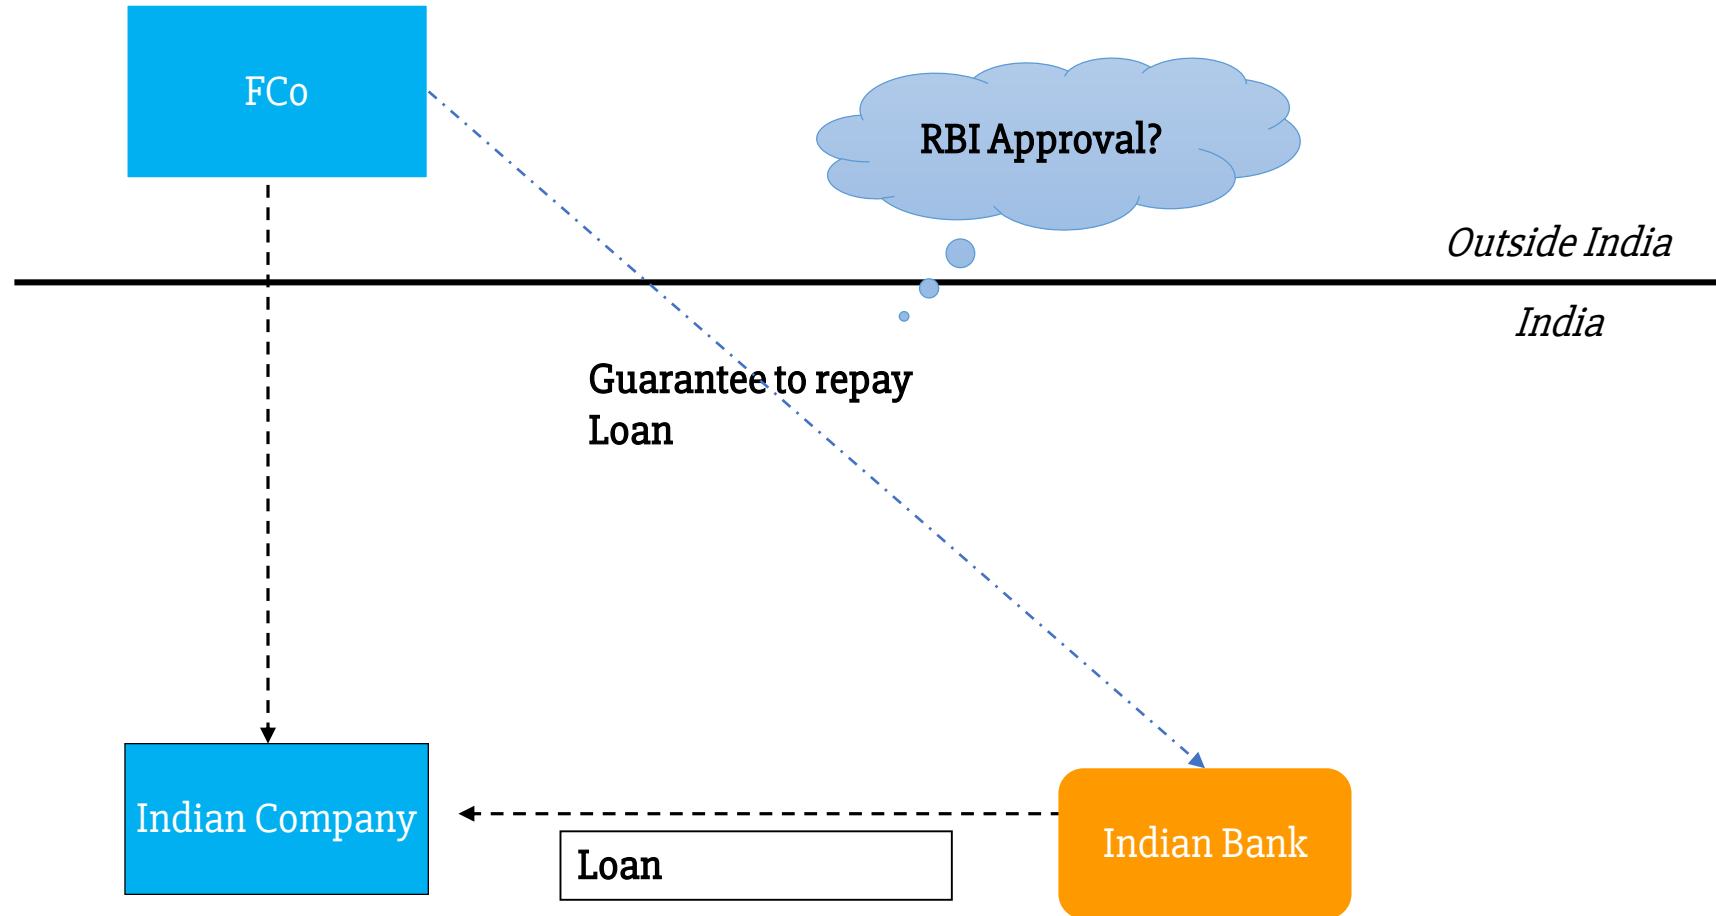 FCo
RBI Approval?
Outside India
India
Guarantee to repay
Loan
Indian Company
Indian Bank
Loan